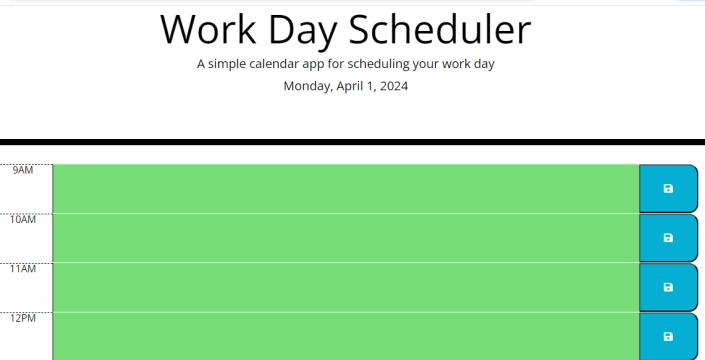 Work Day Scheduler
A simple calendar app for scheduling your work day
Monday, April 1, 2024
9AM
10AM
11AM
12PM